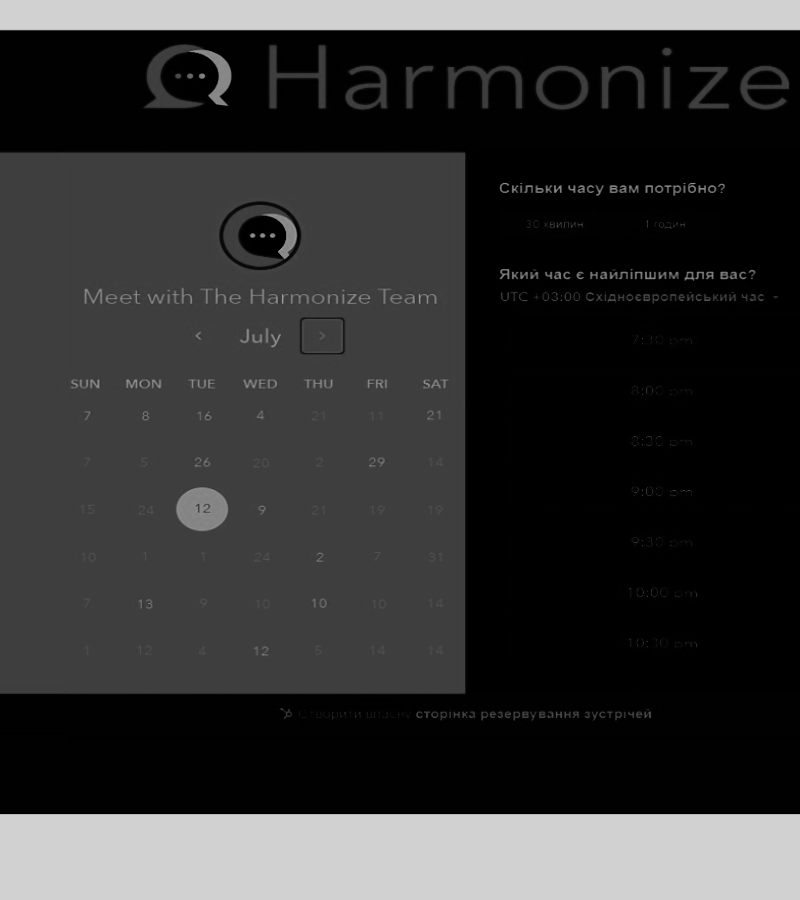 Harmonize
Meet with The Harmonize Team
July
SUN MON TUE WED THU FRI SAT
7 8 16 4 21 11 21
7 5 26 20 2 29 14
15 24 12 9 21 19 19
10 1 1 24 2 7 31
7 13 9 10 10 10 14
1 12 4 12 5 14 14
Скільки часу вам потрібно?
30 хвилин 1 годин
Який час є найліпшим для вас?
UTC +03:00 Східноєвропейський час
7:30 pm
8:00 pm
8:30 pm
9:00 pm
9:30 pm
10:00 pm
10:30 pm
Створити власну сторінка резервування зустрічей